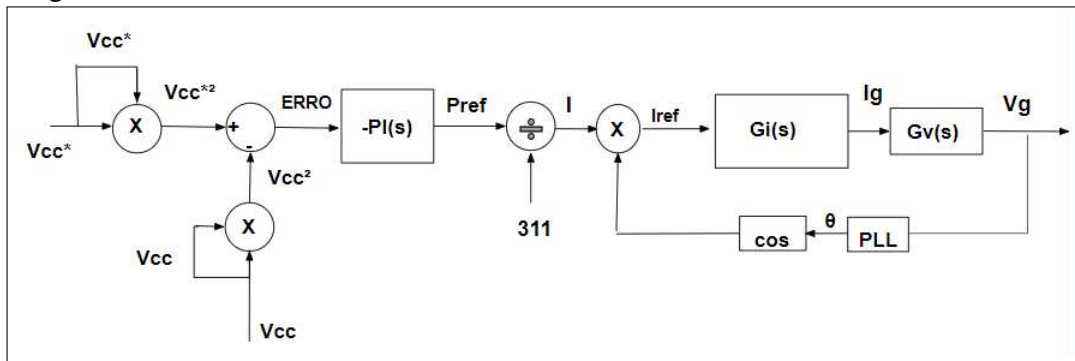 Vcc*
Vcc*
X
Vcc*²
+
-
ERRO
-PI(s)
Pref
÷
311
I
X
Iref
Gi(s)
Ig
Gv(s)
Vg
Vcc²
X
Vcc
Vcc
cos
θ
PLL